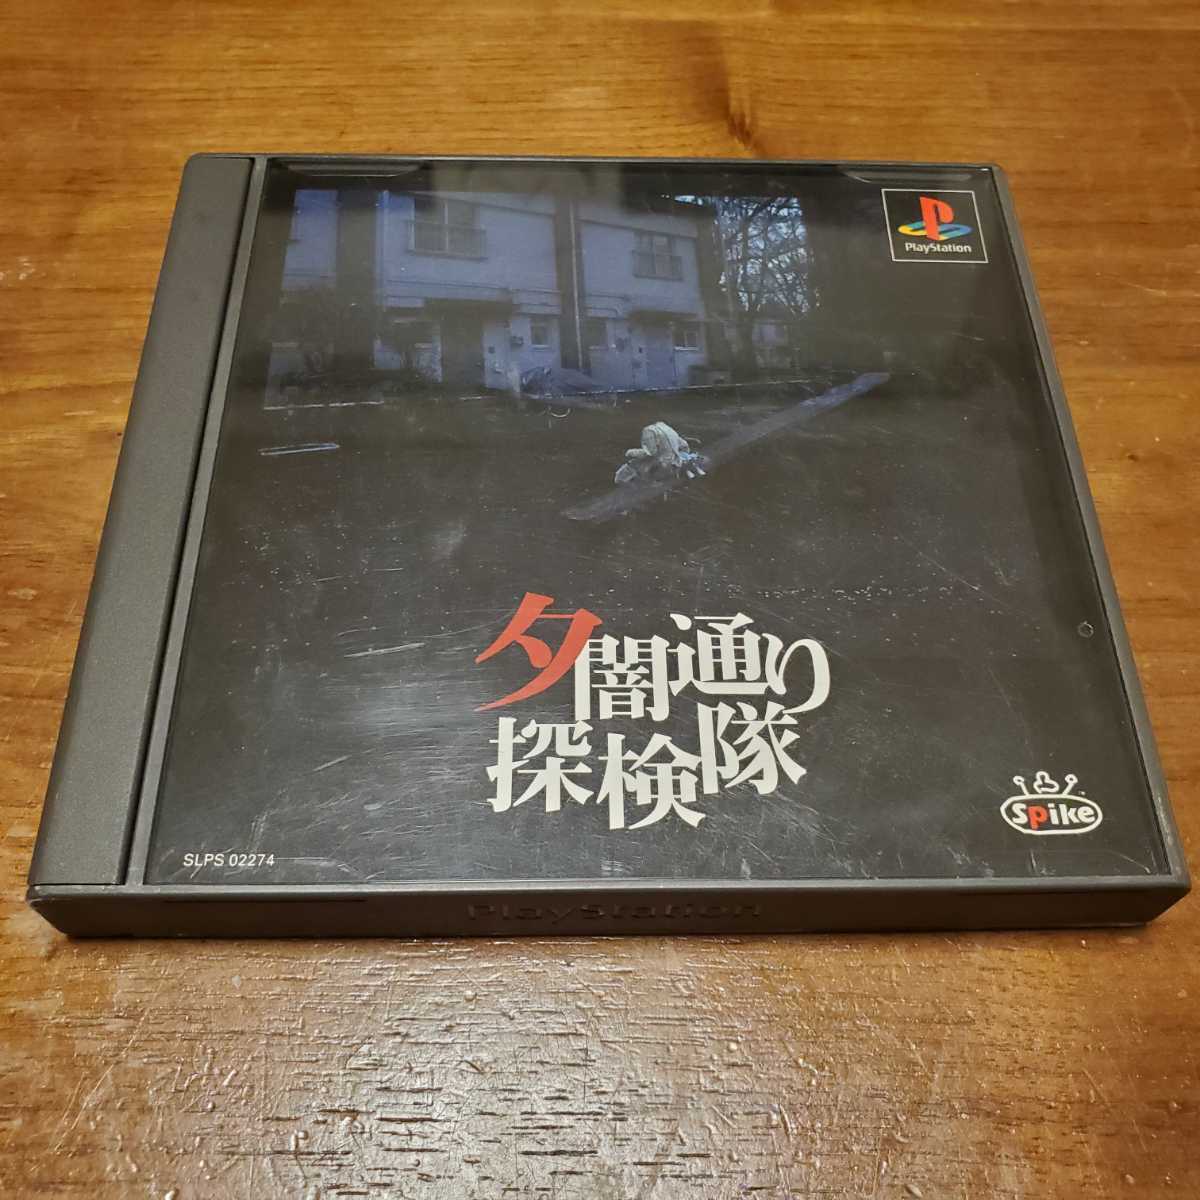 PlayStation
夕闇通り
探検隊
Spike
SLPS 02274
PlayStation